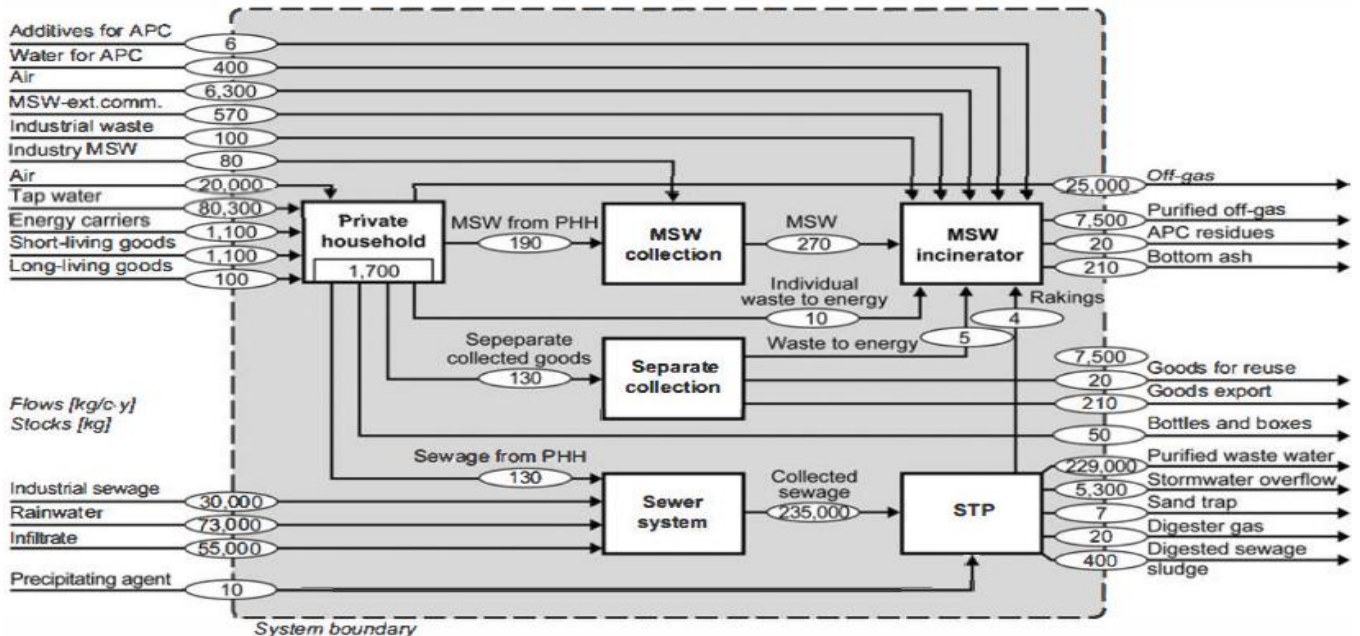 Additives for APC
6
Water for APC
400
Air
6,300
MSW-ext.comm.
570
Industrial waste
100
Industry MSW
80
Air
20,000
Tap water
80,300
Energy carriers
1,100
Short-living goods
1,100
Long-living goods
100
Private
household
1,700
MSW from PHH
190
MSW
collection
MSW
270
MSW
incinerator
25,000
Off-gas
7,500
Purified off-gas
20
APC residues
210
Bottom ash
Individual
waste to energy
10
Rakings
4
Waste to energy
5
Sepeparate
collected goods
130
Separate
collection
7,500
20
Goods for reuse
210
Goods export
50
Bottles and boxes
Flows [kg/c·y]
Stocks [kg]
Sewage from PHH
130
Industrial sewage
30,000
Rainwater
73,000
Infiltrate
55,000
Sewer
system
Collected
sewage
235,000
STP
229,000
Purified waste water
5,300
Stormwater overflow
7
Sand trap
20
Digester gas
400
Digested sewage
sludge
Precipitating agent
10
System boundary